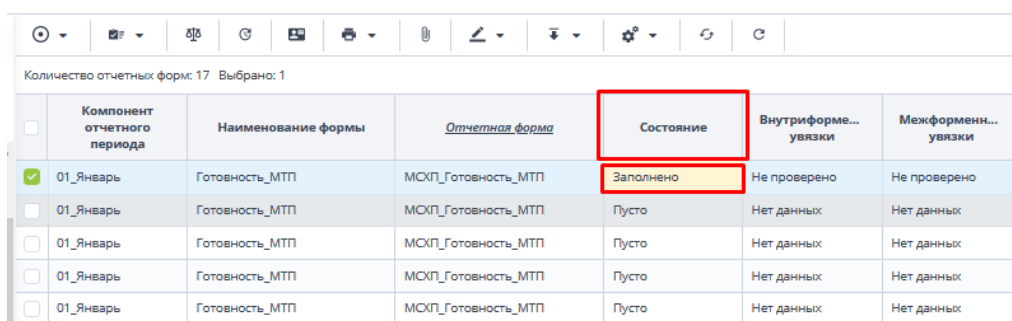 Количество отчетных форм: 17 Выбрано: 1
Компонент отчетного периода Наименование формы Отчетная форма Состояние Внутриформе... увязки Межформенн... увязки
01_Январь Готовность_МТП МСХП_Готовность_МТП Заполнено Не проверено Не проверено
01_Январь Готовность_МТП МСХП_Готовность_МТП Пусто Нет данных Нет данных
01_Январь Готовность_МТП МСХП_Готовность_МТП Пусто Нет данных Нет данных
01_Январь Готовность_МТП МСХП_Готовность_МТП Пусто Нет данных Нет данных
01_Январь Готовность_МТП МСХП_Готовность_МТП Пусто Нет данных Нет данных